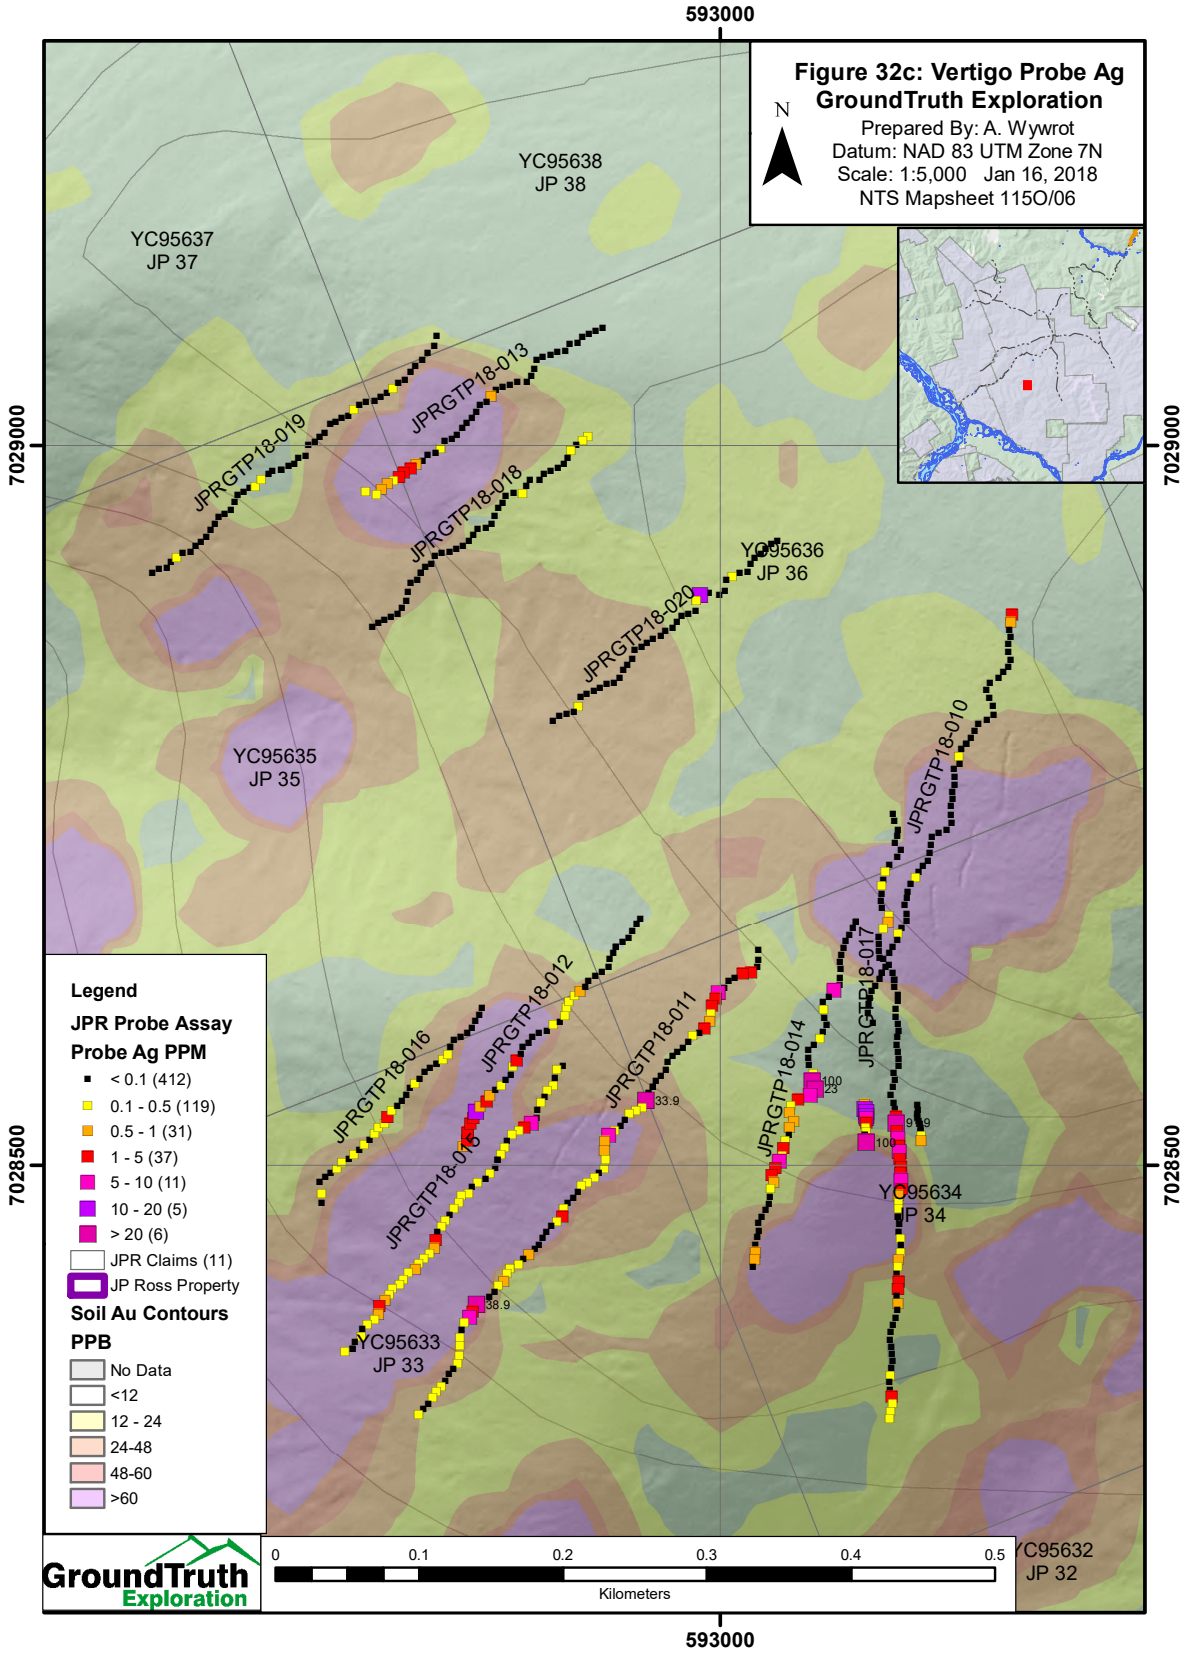 593000
Figure 32c: Vertigo Probe Ag
GroundTruth Exploration
Prepared By: A. Wywrot
Datum: NAD 83 UTM Zone 7N
Scale: 1:5,000 Jan 16, 2018
NTS Mapsheet 115O/06
N
YC95638
JP 38
YC95637
JP 37
JPRGTP18-013
JPRGTP18-019
7029000
7029000
JPRGTP18-018
YC95636
JP 36
JPRGTP18-020
JPRGTP18-010
YC95635
JP 35
JPRGTP18-017
JPRGTP18-012
JPRGTP18-011
JPRGTP18-014
JPRGTP18-016
100
23
33.9
100
JPRGTP18-015
7028500
7028500
YC95634
JP 34
38.9
YC95633
JP 33
Legend
JPR Probe Assay
Probe Ag PPM
< 0.1 (412)
0.1 - 0.5 (119)
0.5 - 1 (31)
1 - 5 (37)
5 - 10 (11)
10 - 20 (5)
> 20 (6)
JPR Claims (11)
JP Ross Property
Soil Au Contours
PPB
No Data
<12
12 - 24
24-48
48-60
>60
GroundTruth
Exploration
0 0.1 0.2 0.3 0.4 0.5
Kilometers
YC95632
JP 32
593000